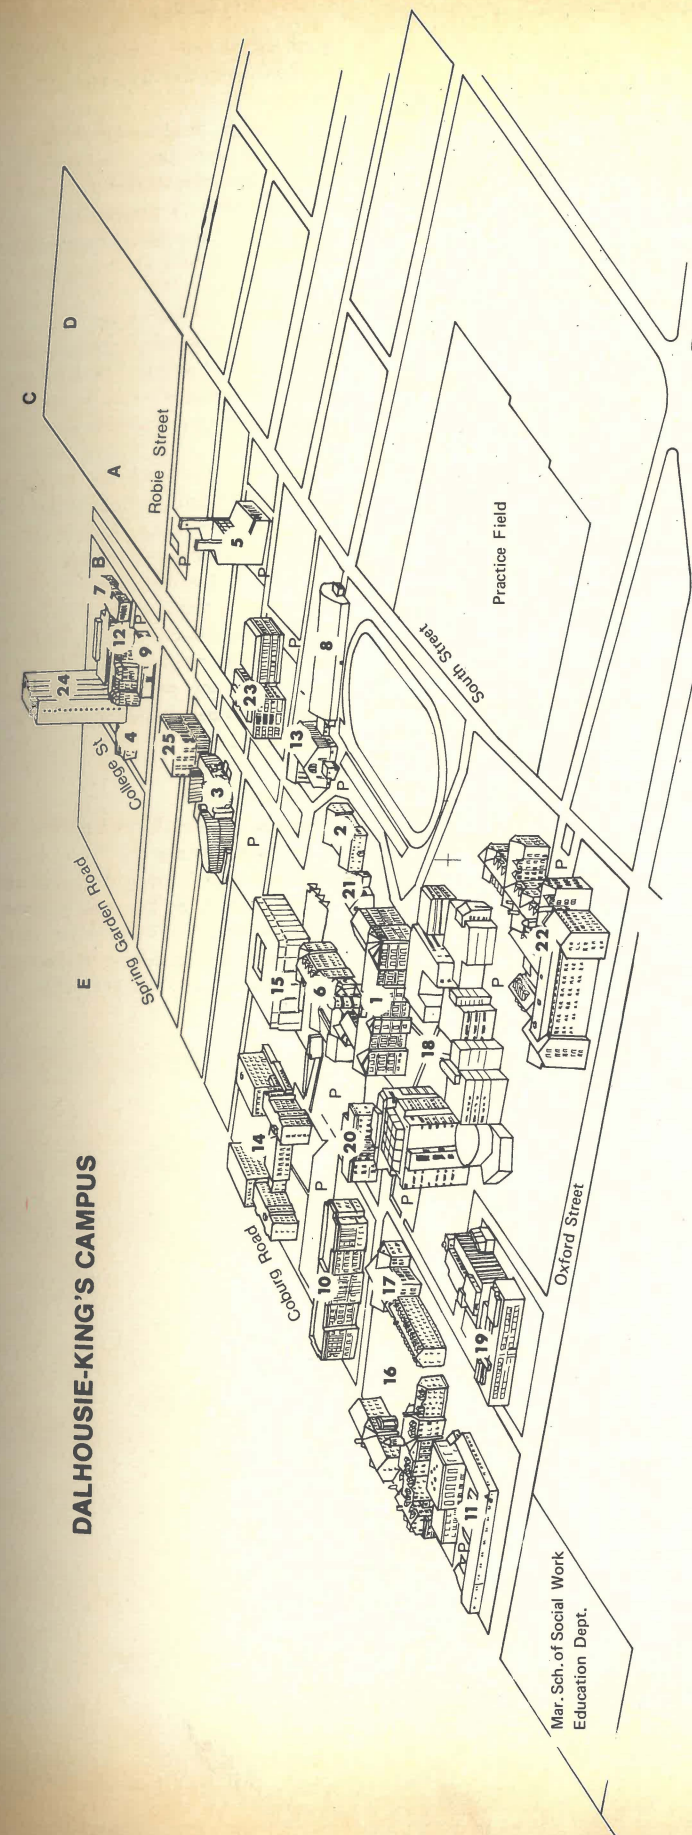 DALHOUSIE-KING'S CAMPUS
C
D
A
Robie Street
B
7
12
9
P
24
4
College St
25
3
P
5
P
P
8
23
P
13
P
2
21
Spring Garden Road
E
15
6
1
P
18
P
14
20
P
P
Coburg Road
10
17
16
19
11
P
22
P
South Street
Practice Field
Oxford Street
Mar. Sch. of Social Work
Education Dept.